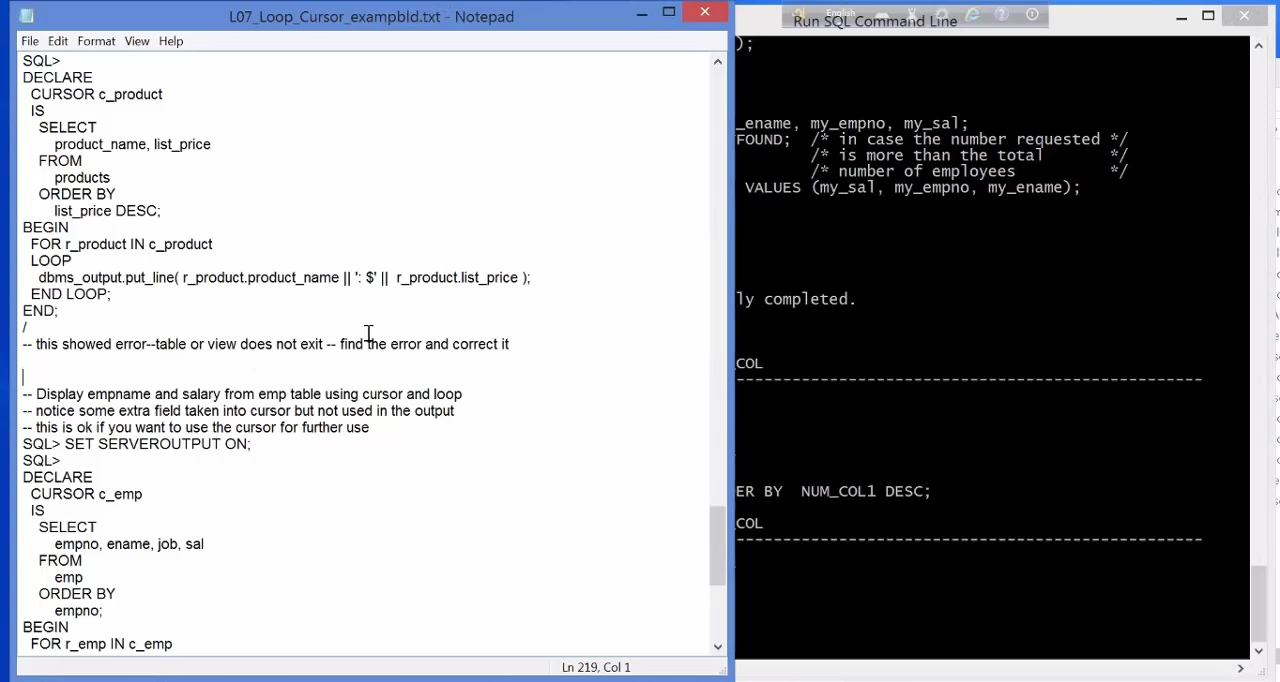 L07_Loop_Cursor_exampbld.txt - Notepad
File Edit Format View Help
SQL>
DECLARE
CURSOR c_product
IS
SELECT
product_name, list_price
FROM
products
ORDER BY
list_price DESC;
BEGIN
FOR r_product IN c_product
LOOP
dbms_output.put_line( r_product.product_name || ': $' || r_product.list_price );
END LOOP;
END;
/
-- this showed error--table or view does not exit -- find the error and correct it
-- Display empname and salary from emp table using cursor and loop
-- notice some extra field taken into cursor but not used in the output
-- this is ok if you want to use the cursor for further use
SQL> SET SERVEROUTPUT ON;
SQL>
DECLARE
CURSOR c_emp
IS
SELECT
empno, ename, job, sal
FROM
emp
ORDER BY
empno;
BEGIN
FOR r_emp IN c_emp
Ln 219, Col 1
English
Run SQL Command Line
);
_ename, my_empno, my_sal;
FOUND; /* in case the number requested */
/* is more than the total */
/* number of employees */
VALUES (my_sal, my_empno, my_ename);
ly completed.
COL
------------------------------------------------------------
ER BY NUM_COL1 DESC;
COL
------------------------------------------------------------